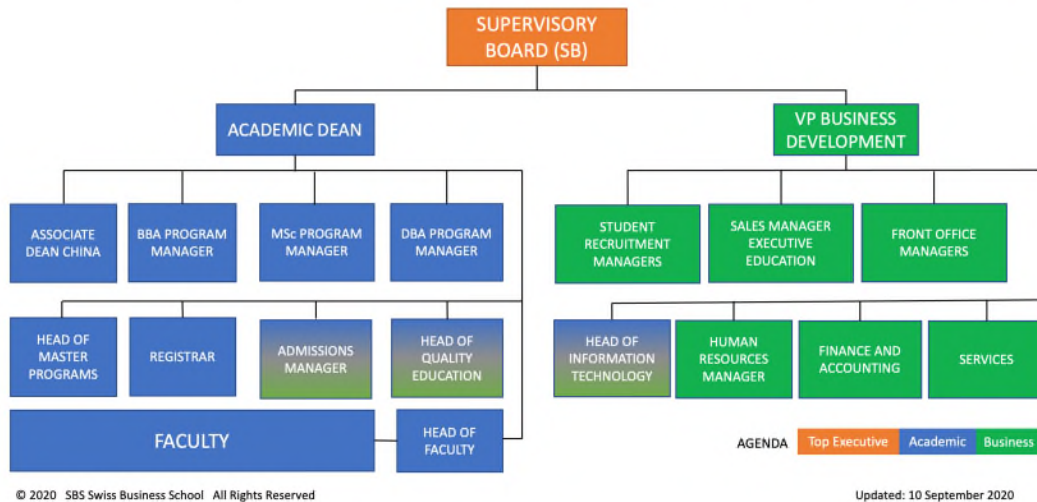 SUPERVISORY
BOARD (SB)
ACADEMIC DEAN
VP BUSINESS
DEVELOPMENT
ASSOCIATE
DEAN CHINA
BBA PROGRAM
MANAGER
MSc PROGRAM
MANAGER
DBA PROGRAM
MANAGER
STUDENT
RECRUITMENT
MANAGERS
SALES MANAGER
EXECUTIVE
EDUCATION
FRONT OFFICE
MANAGERS
HEAD OF
MASTER
PROGRAMS
REGISTRAR
ADMISSIONS
MANAGER
HEAD OF
QUALITY
EDUCATION
HEAD OF
INFORMATION
TECHNOLOGY
HUMAN
RESOURCES
MANAGER
FINANCE AND
ACCOUNTING
SERVICES
FACULTY
HEAD OF
FACULTY
AGENDA Top Executive Academic Business
© 2020 SBS Swiss Business School All Rights Reserved
Updated: 10 September 2020